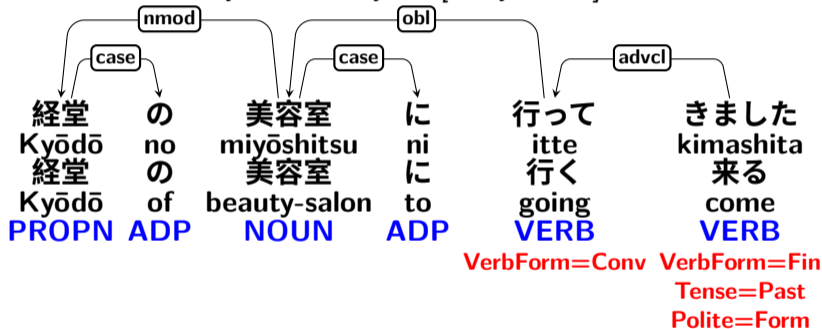 nmod obl
case case advcl
経堂 の 美容室 に 行って きました
Kyōdō no miyōshitsu ni itte kimashita
経堂 の 美容室 に 行く 来る
Kyōdō of beauty-salon to going come
PROPN ADP NOUN ADP VERB VERB
VerbForm=Conv VerbForm=Fin
Tense=Past
Polite=Form